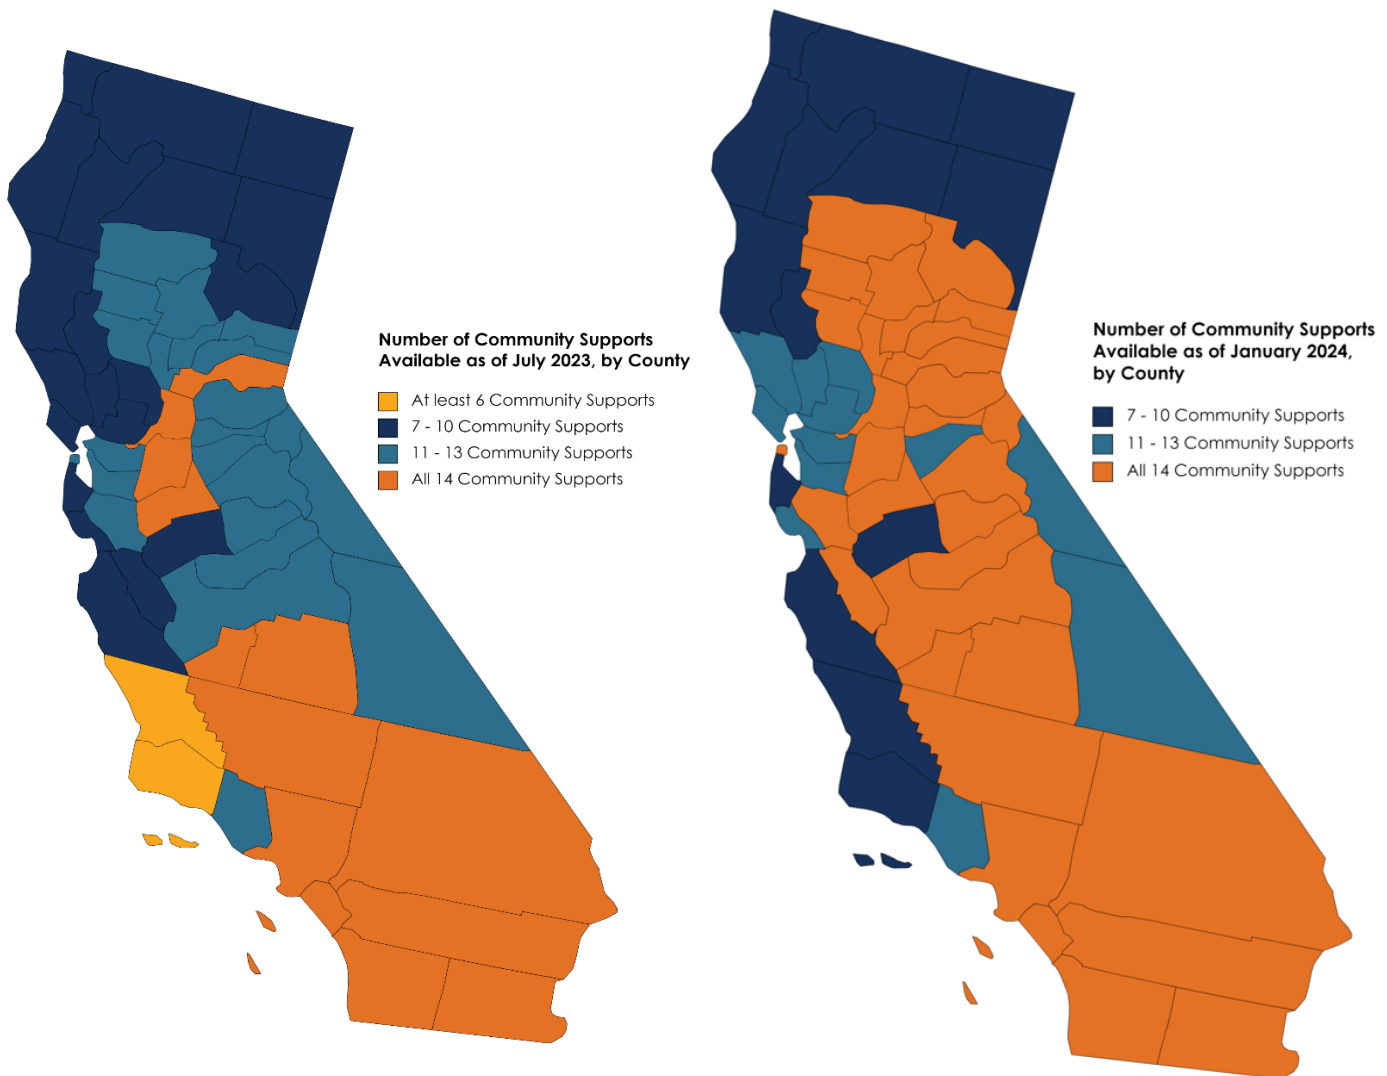 Number of Community Supports
Available as of July 2023, by County
At least 6 Community Supports
7 - 10 Community Supports
11 - 13 Community Supports
All 14 Community Supports
Number of Community Supports
Available as of January 2024,
by County
7 - 10 Community Supports
11 - 13 Community Supports
All 14 Community Supports